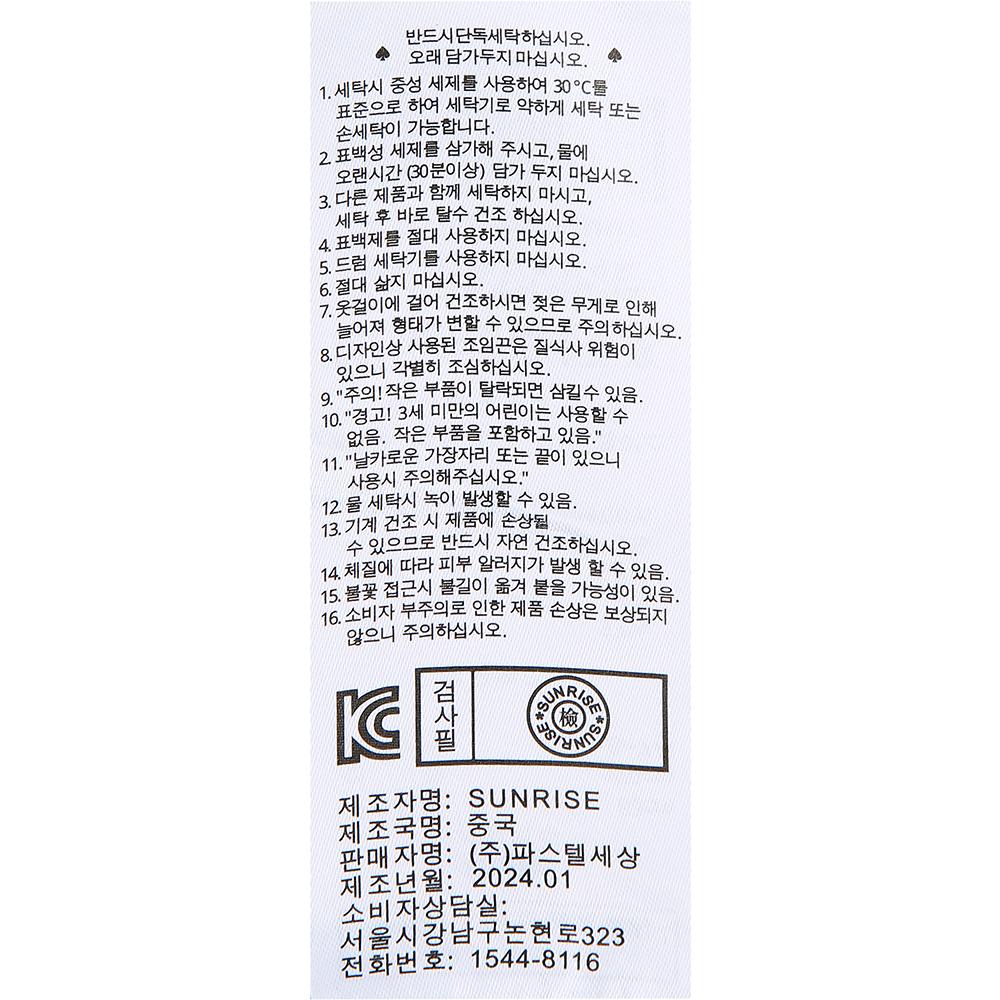 반드시단독세탁하십시오.
♠ 오래 담가두지 마십시오. ♠
1. 세탁시 중성 세제를 사용하여 30°C를
표준으로 하여 세탁기로 약하게 세탁 또는
손세탁이 가능합니다.
2. 표백성 세제를 삼가해 주시고, 물에
오랜시간 (30분이상) 담가 두지 마십시오.
3. 다른 제품과 함께 세탁하지 마시고,
세탁 후 바로 탈수 건조 하십시오.
4. 표백제를 절대 사용하지 마십시오.
5. 드럼 세탁기를 사용하지 마십시오.
6. 절대 삶지 마십시오.
7. 옷걸이에 걸어 건조하시면 젖은 무게로 인해
늘어져 형태가 변할 수 있으므로 주의하십시오.
8. 디자인상 사용된 조임끈은 질식사 위험이
있으니 각별히 조심하십시오.
9. "주의! 작은 부품이 탈락되면 삼킬수 있음.
10. "경고! 3세 미만의 어린이는 사용할 수
없음. 작은 부품을 포함하고 있음."
11. "날카로운 가장자리 또는 끝이 있으니
사용시 주의해주십시오."
12. 물 세탁시 녹이 발생할 수 있음.
13. 기계 건조 시 제품에 손상될
수 있으므로 반드시 자연 건조하십시오.
14. 체질에 따라 피부 알러지가 발생 할 수 있음.
15. 불꽃 접근시 불길이 옮겨 붙을 가능성이 있음.
16. 소비자 부주의로 인한 제품 손상은 보상되지
않으니 주의하십시오.
KC
검사필
*SUNRISE*SUNRISE
檢
제조자명: SUNRISE
제조국명: 중국
판매자명: (주)파스텔세상
제조년월: 2024.01
소비자상담실:
서울시강남구논현로323
전화번호: 1544-8116